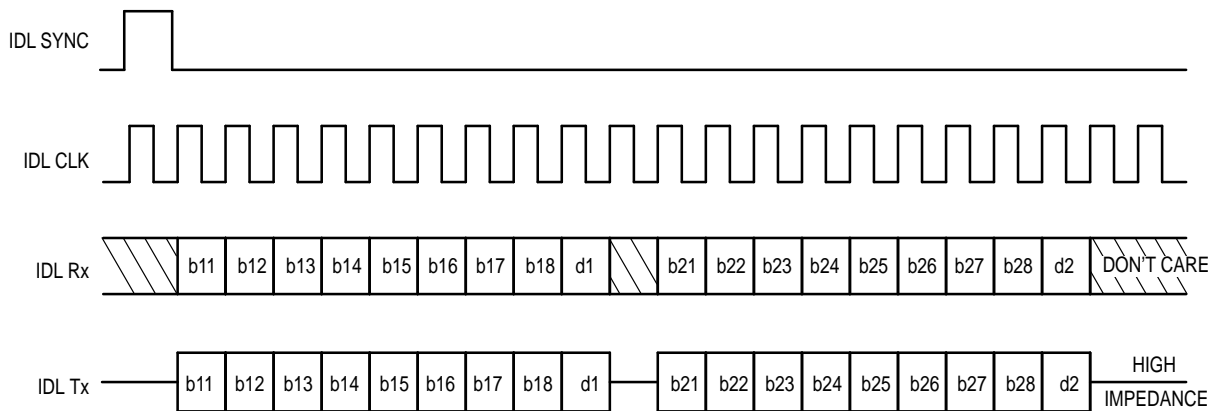 IDL SYNC
IDL CLK
IDL Rx b11 b12 b13 b14 b15 b16 b17 b18 d1 b21 b22 b23 b24 b25 b26 b27 b28 d2 DON'T CARE
IDL Tx b11 b12 b13 b14 b15 b16 b17 b18 d1 b21 b22 b23 b24 b25 b26 b27 b28 d2 HIGH
IMPEDANCE